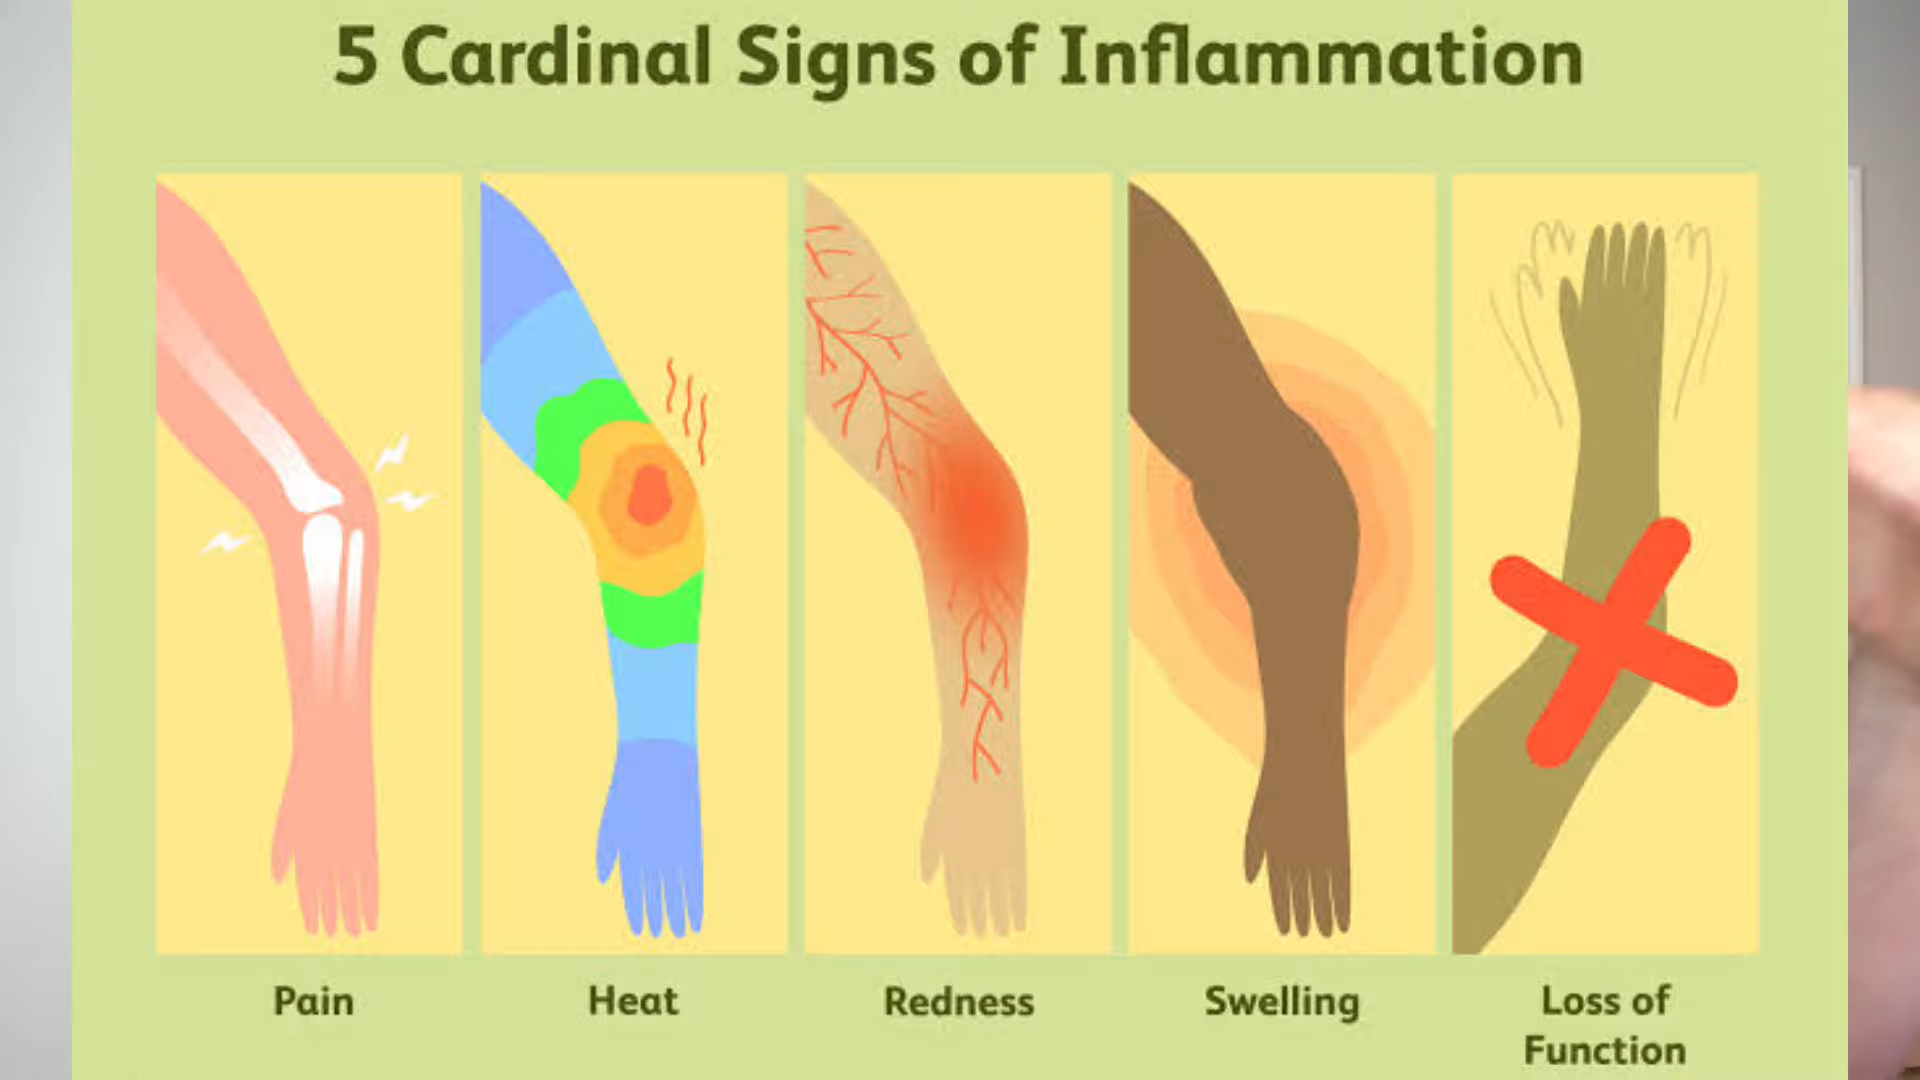 5 Cardinal Signs of Inflammation
Pain
Heat
Redness
Swelling
Loss of
Function